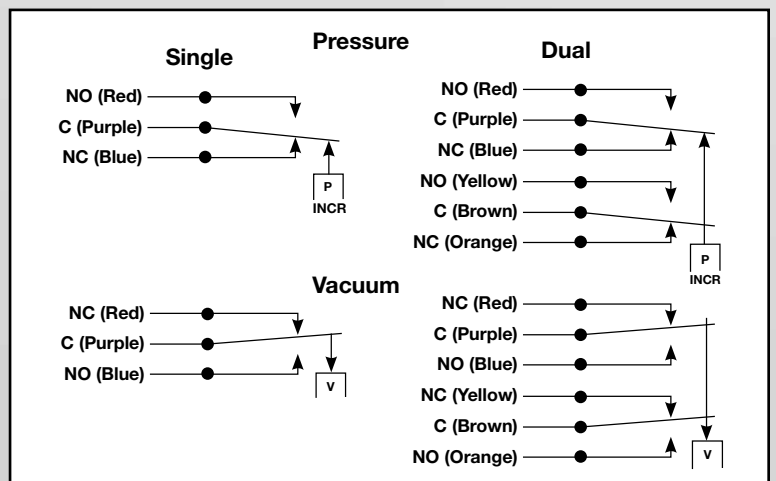 Pressure
Single
NO (Red)
C (Purple)
NC (Blue)
P
INCR
Dual
NO (Red)
C (Purple)
NC (Blue)
NO (Yellow)
C (Brown)
NC (Orange)
P
INCR
Vacuum
NC (Red)
C (Purple)
NO (Blue)
V
NC (Red)
C (Purple)
NO (Blue)
NC (Yellow)
C (Brown)
NO (Orange)
V